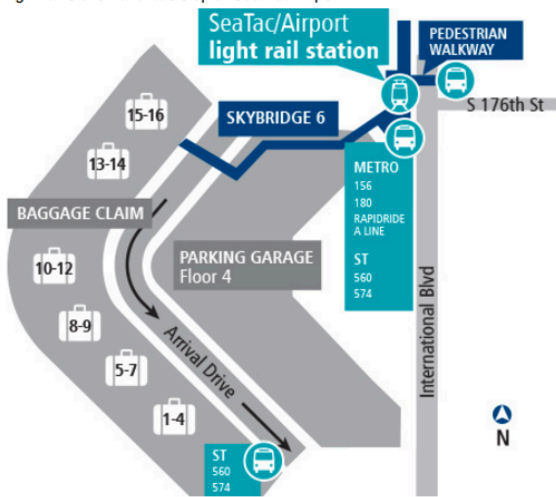 SeaTac/Airport
light rail station
PEDESTRIAN
WALKWAY
S 176th St
15-16
SKYBRIDGE 6
13-14
METRO
156
180
RAPIDRIDE
A LINE
ST
560
574
BAGGAGE CLAIM
PARKING GARAGE
Floor 4
10-12
International Blvd
8-9
Arrival Drive
5-7
1-4
N
ST
560
574